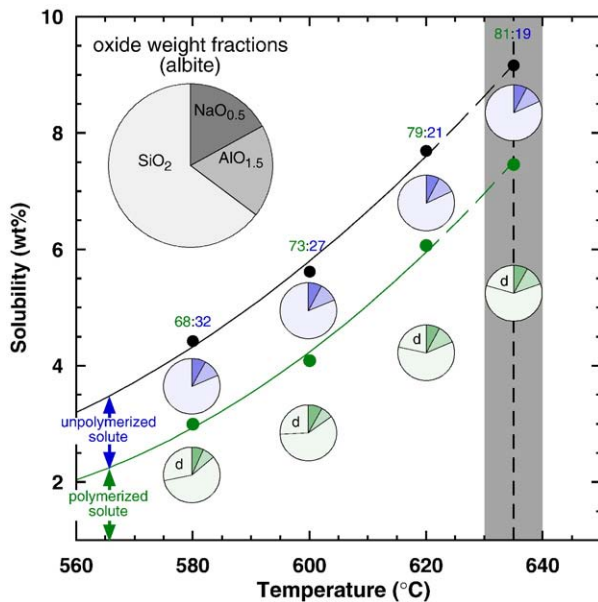 oxide weight fractions
(albite)
NaO0.5
SiO2
AlO1.5
81:19
79:21
73:27
68:32
d
d
d
d
unpolymerized
solute
polymerized
solute
Solubility (wt%)
10
8
6
4
2
560
580
600
620
640
Temperature (°C)